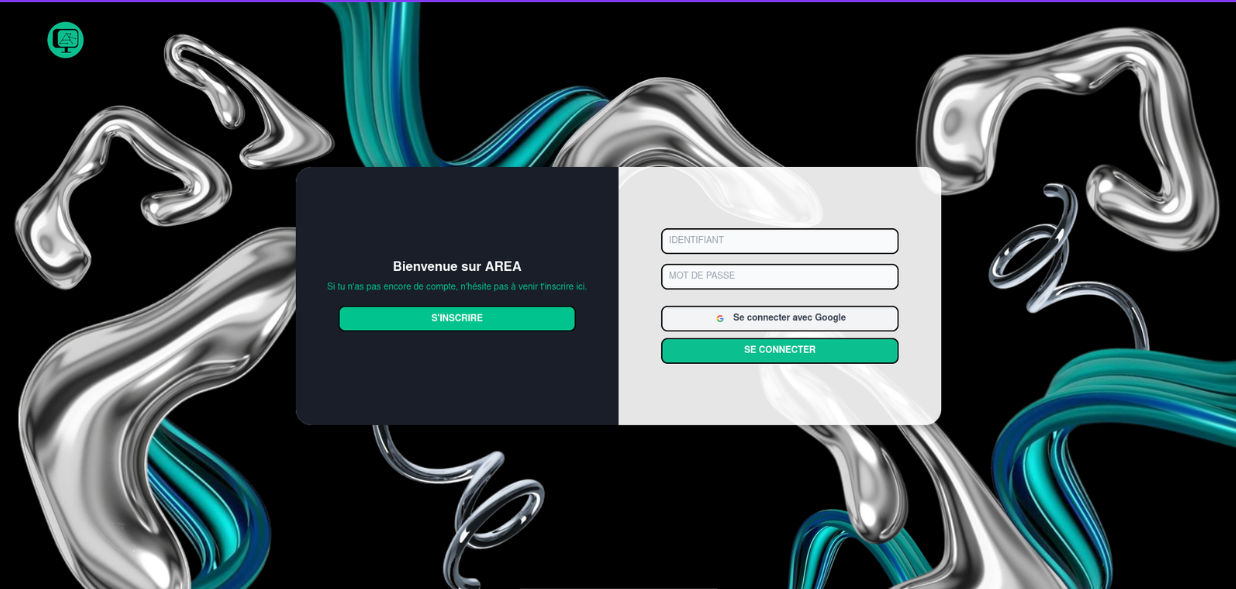 Bienvenue sur AREA
Si tu n'as pas encore de compte, n'hésite pas à venir t'inscrire ici.
S'INSCRIRE
IDENTIFIANT
MOT DE PASSE
Se connecter avec Google
SE CONNECTER